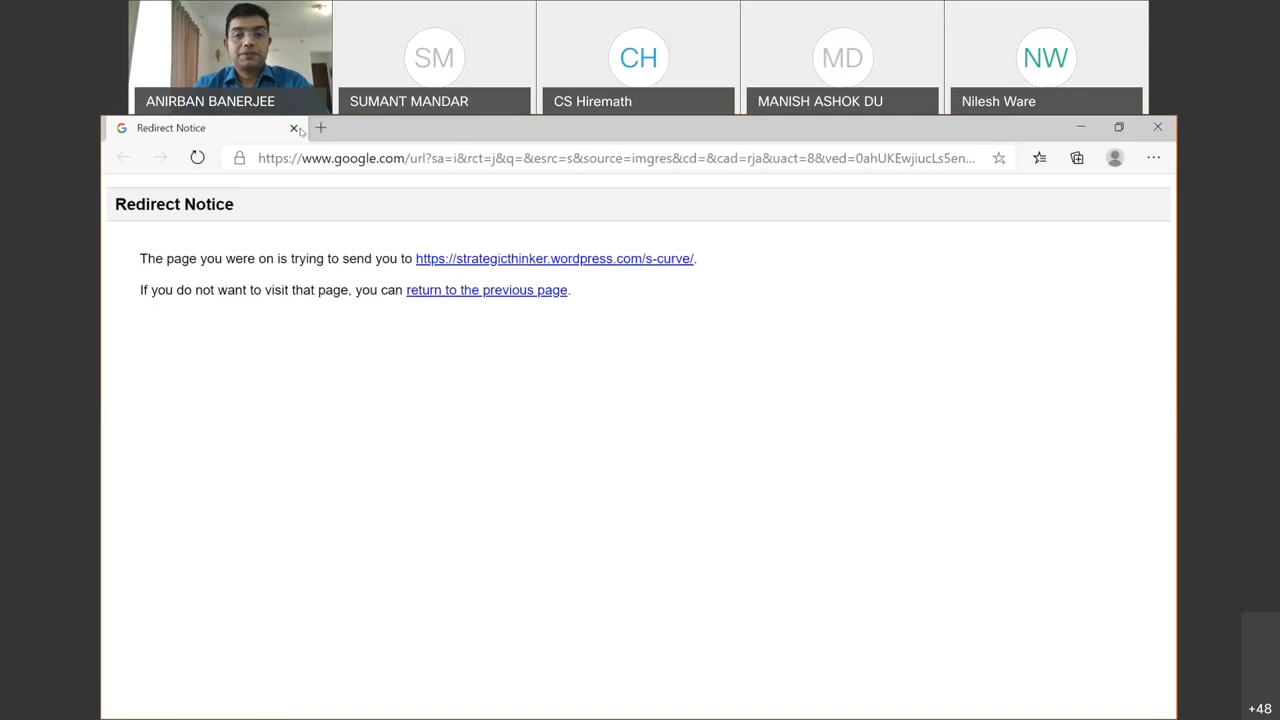 SM
CH
MD
NW
ANIRBAN BANERJEE
SUMANT MANDAR
CS Hiremath
MANISH ASHOK DU
Nilesh Ware
Redirect Notice
https://www.google.com/url?sa=i&rct=j&q=&esrc=s&source=imgres&cd=&cad=rja&uact=8&ved=0ahUKEwjiucLs5en...
Redirect Notice
The page you were on is trying to send you to https://strategicthinker.wordpress.com/s-curve/.
If you do not want to visit that page, you can return to the previous page.
+48